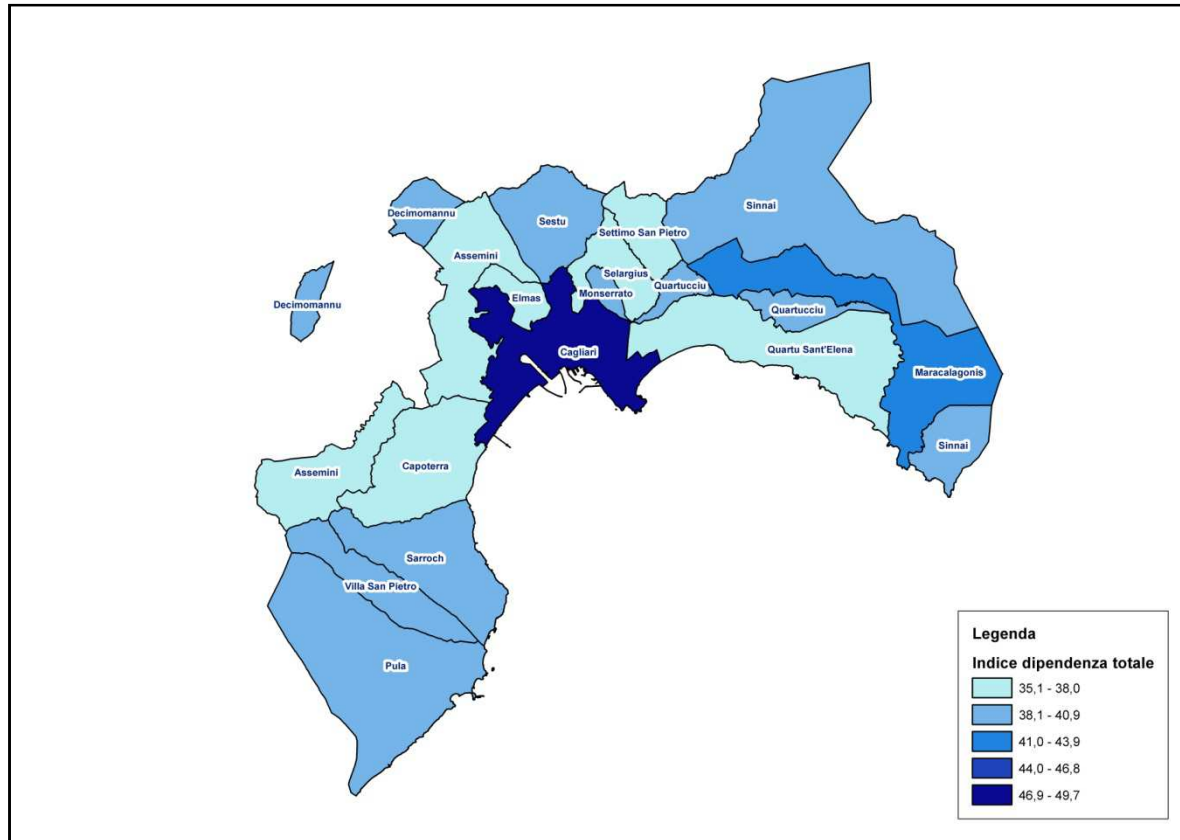 Sinnai
Decimomannu
Sestu
Settimo San Pietro
Assemini
Selargius
Quartucciu
Elmas
Monserrato
Decimomannu
Quartucciu
Quartu Sant'Elena
Cagliari
Maracalagonis
Sinnai
Capoterra
Assemini
Sarroch
Villa San Pietro
Pula
Legenda
Indice dipendenza totale
35,1 - 38,0
38,1 - 40,9
41,0 - 43,9
44,0 - 46,8
46,9 - 49,7